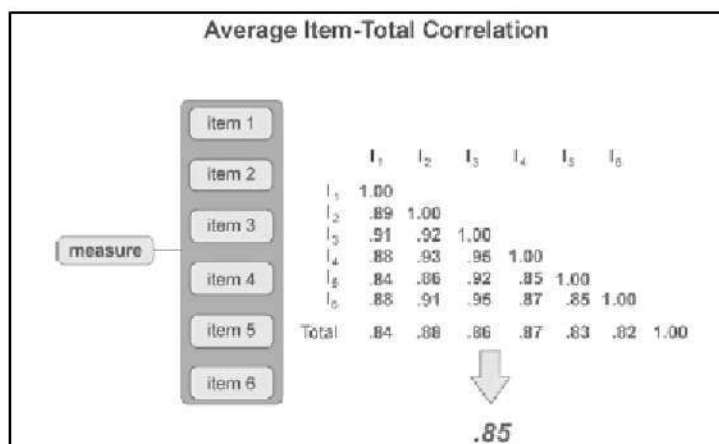 Average Item-Total Correlation
item 1
item 2
item 3
item 4
item 5
item 6
measure
I₁ I₂ I₃ I₄ I₅ I₆
I₁ 1.00
I₂ .89 1.00
I₃ .91 .92 1.00
I₄ .88 .93 .95 1.00
I₅ .84 .86 .92 .85 1.00
I₆ .88 .91 .95 .87 .85 1.00
Total .84 .88 .86 .87 .83 .82 1.00
.85